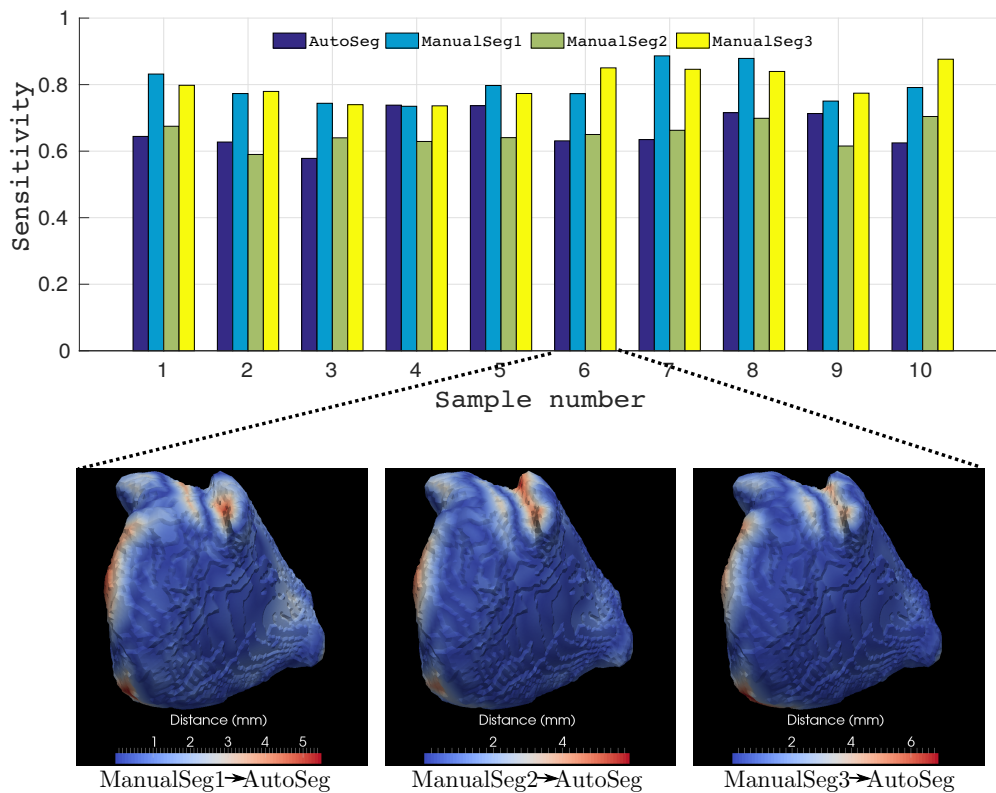 1
AutoSeg ManualSeg1 ManualSeg2 ManualSeg3
0.8
0.6
0.4
0.2
0
Sensitivity
1 2 3 4 5 6 7 8 9 10
Sample number
Distance (mm)
1 2 3 4 5
ManualSeg1→AutoSeg
Distance (mm)
2 4
ManualSeg2→AutoSeg
Distance (mm)
2 4 6
ManualSeg3→AutoSeg